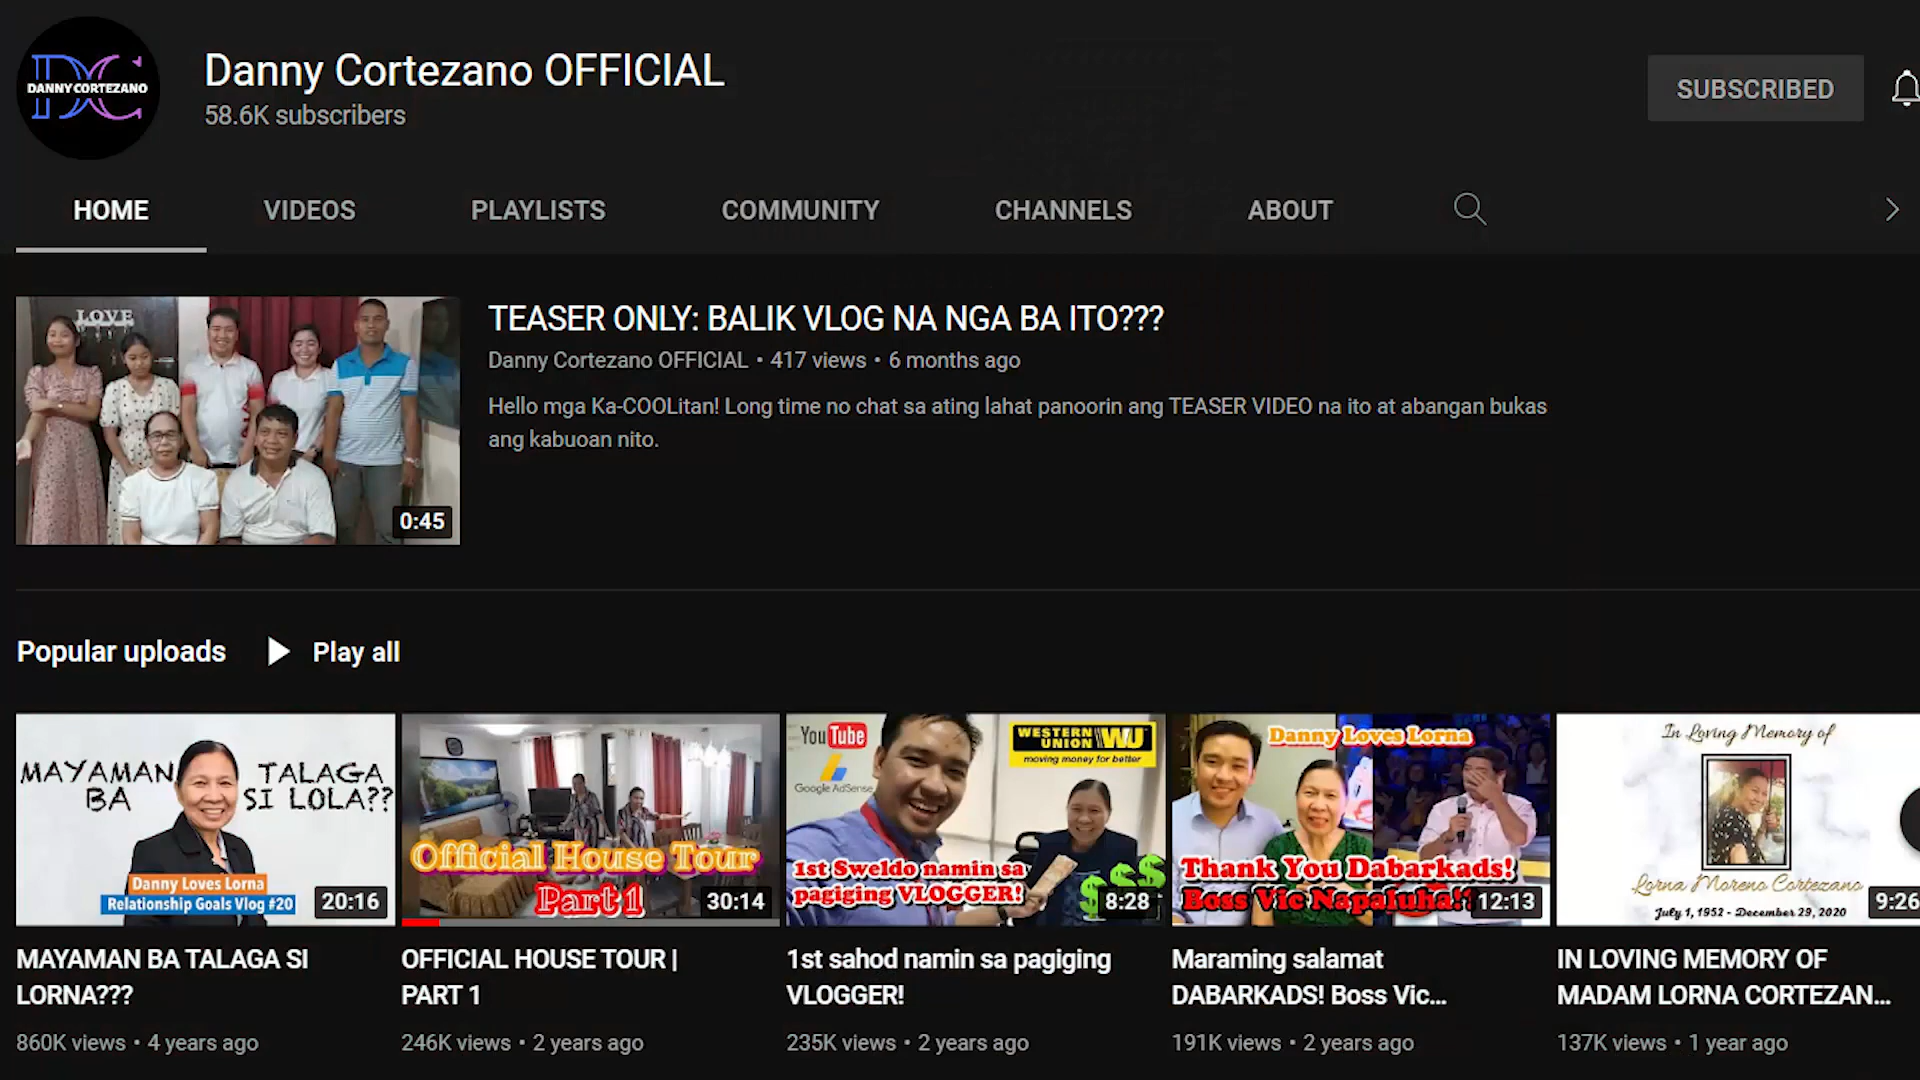 DC
DANNY CORTEZANO
Danny Cortezano OFFICIAL
58.6K subscribers
SUBSCRIBED
HOME
VIDEOS
PLAYLISTS
COMMUNITY
CHANNELS
ABOUT
LOVE
0:45
TEASER ONLY: BALIK VLOG NA NGA BA ITO???
Danny Cortezano OFFICIAL • 417 views • 6 months ago
Hello mga Ka-COOLitan! Long time no chat sa ating lahat panoorin ang TEASER VIDEO na ito at abangan bukas
ang kabuoan nito.
Popular uploads
Play all
MAYAMAN BA
TALAGA SI LOLA??
Danny Loves Lorna
Relationship Goals Vlog #20
20:16
MAYAMAN BA TALAGA SI
LORNA???
860K views • 4 years ago
Official House Tour
Part 1
30:14
OFFICIAL HOUSE TOUR |
PART 1
246K views • 2 years ago
YouTube
Google AdSense
WESTERN UNION WU
moving money for better
1st Sweldo namin sa
pagiging VLOGGER!
$$$
8:28
1st sahod namin sa pagiging
VLOGGER!
235K views • 2 years ago
Danny Loves Lorna
Thank You Dabarkads!
Boss Vic Napaluha!!
12:13
Maraming salamat
DABARKADS! Boss Vic...
191K views • 2 years ago
In Loving Memory of
Lorna Moreno Cortezano
July 1, 1952 - December 29, 2020
9:26
IN LOVING MEMORY OF
MADAM LORNA CORTEZAN...
137K views • 1 year ago